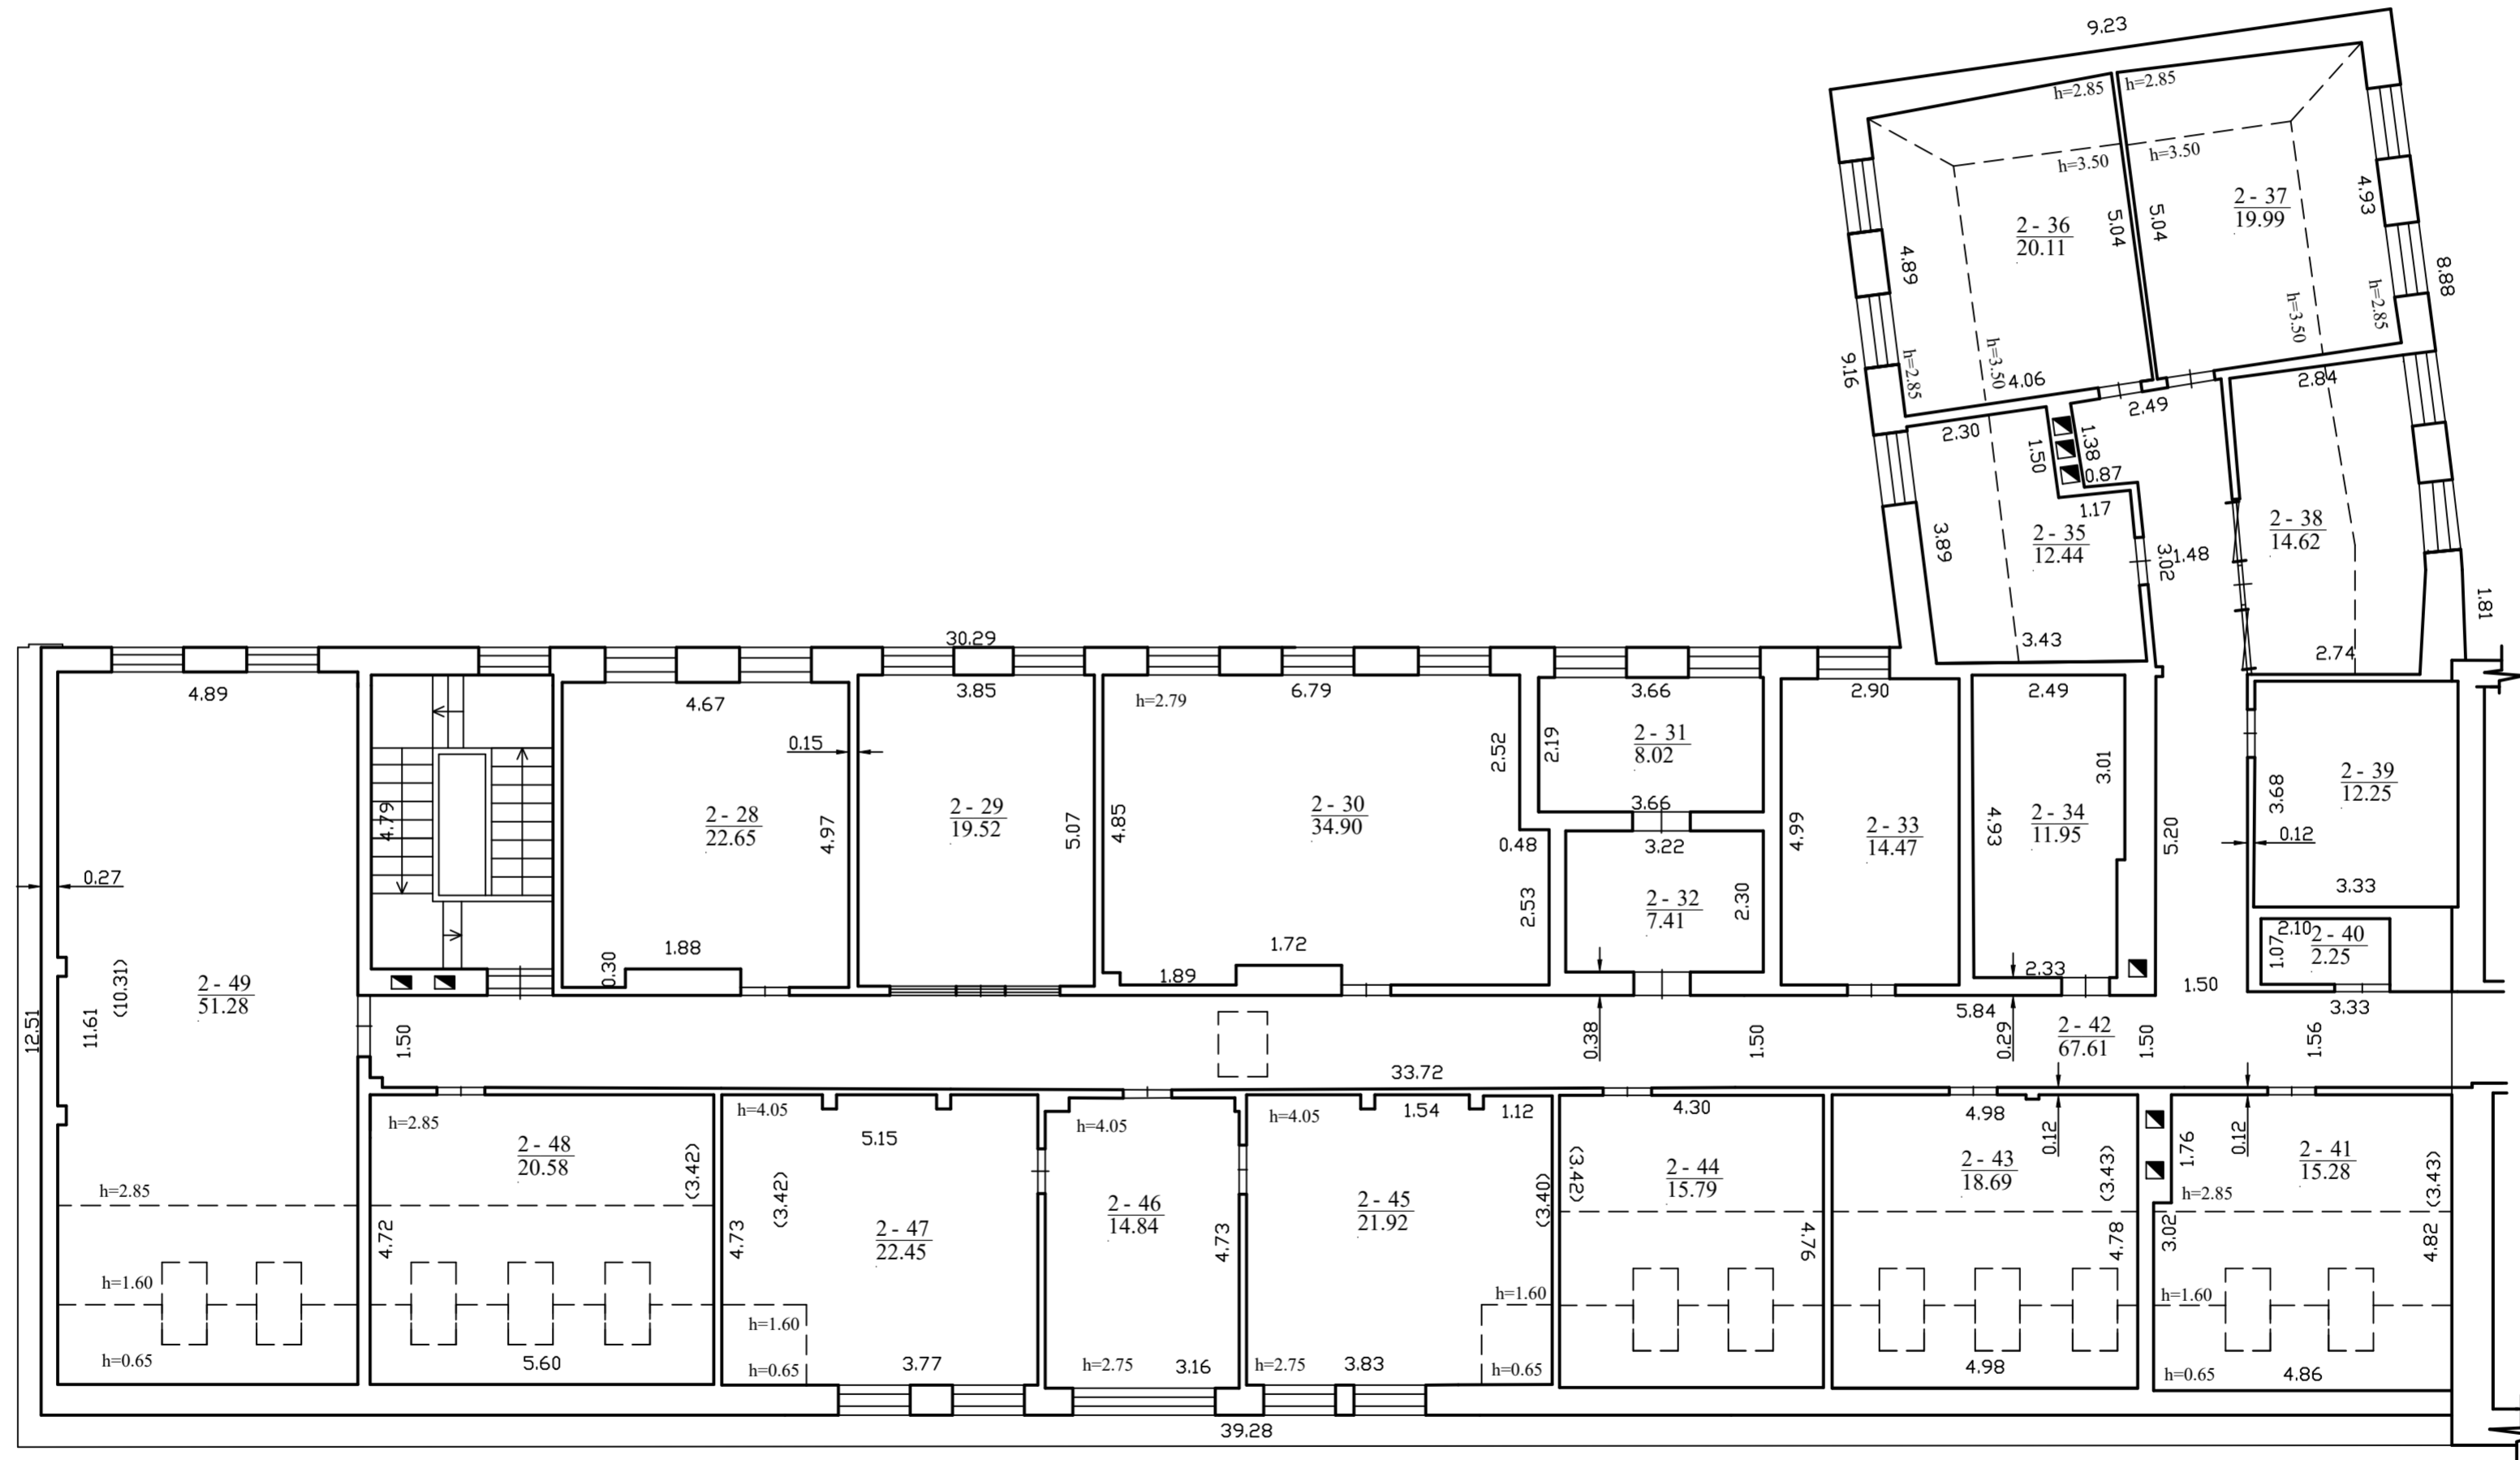 9.23
h=2.85
h=2.85
h=3.50
h=3.50
4.93
2 - 37
19.99
5.04
5.04
2 - 36
20.11
4.89
8.88
h=2.85
h=3.50
9.16
h=2.85
h=3.50
4.06
2.84
2.49
2.30
1.50
1.38
0.87
1.17
3.89
2 - 35
12.44
3.02
1.48
2 - 38
14.62
1.81
3.43
2.74
30.29
4.89
4.67
3.85
6.79
3.66
2.90
2.49
h=2.79
0.15
2.52
2.19
2 - 31
8.02
3.01
3.68
2 - 39
12.25
4.79
2 - 28
22.65
4.97
2 - 29
19.52
5.07
4.85
2 - 30
34.90
3.66
0.48
3.22
4.99
2 - 33
14.47
4.93
2 - 34
11.95
5.20
0.12
0.27
3.33
2.53
2 - 32
7.41
2.30
2.10
2 - 40
2.25
1.07
1.88
0.30
1.72
1.89
2.33
1.50
(10.31)
2 - 49
51.28
5.84
3.33
12.51
11.61
1.50
0.38
1.50
0.29
2 - 42
67.61
1.50
1.56
33.72
h=2.85
h=4.05
h=4.05
h=4.05
1.54
1.12
4.30
4.98
5.15
0.12
1.76
0.12
2 - 48
20.58
(3.42)
(3.42)
(3.40)
(3.42)
2 - 44
15.79
2 - 43
18.69
(3.43)
2 - 41
15.28
(3.43)
h=2.85
h=2.85
2 - 46
14.84
2 - 45
21.92
4.72
4.73
2 - 47
22.45
4.73
4.76
4.78
3.02
4.82
h=1.60
h=1.60
h=1.60
h=1.60
h=0.65
5.60
h=0.65
3.77
h=2.75
3.16
h=2.75
3.83
h=0.65
4.98
h=0.65
4.86
39.28